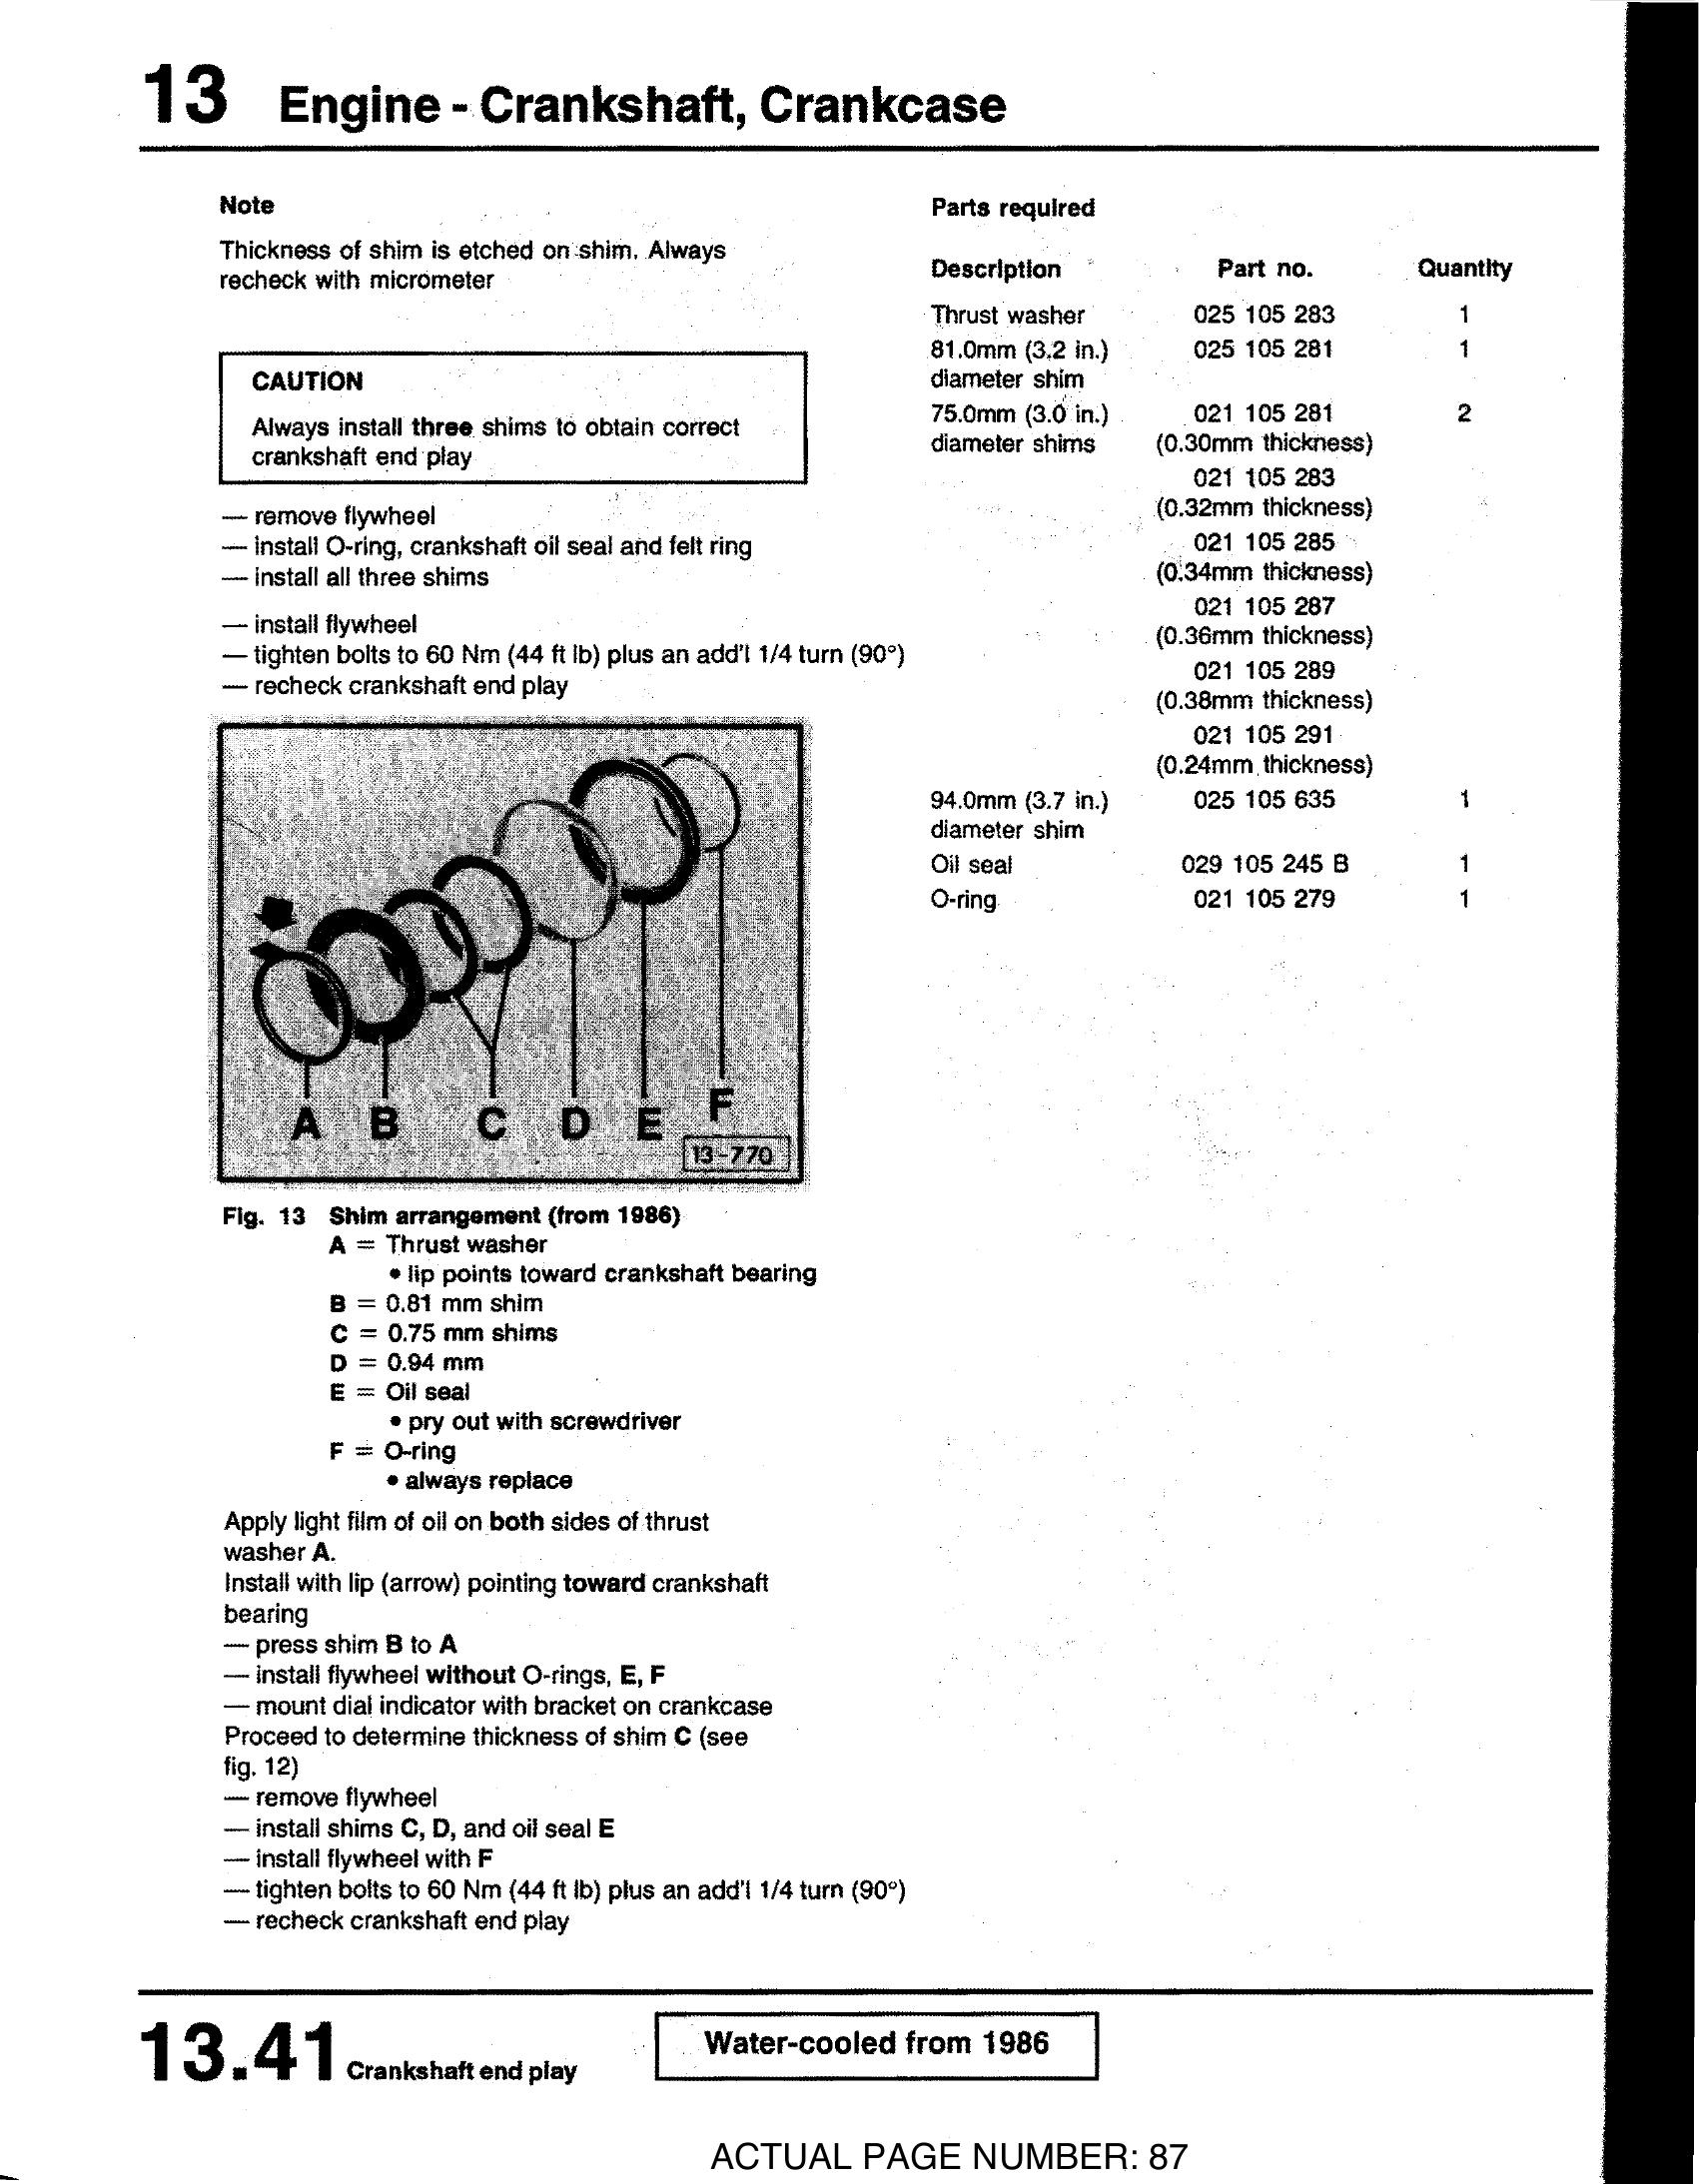 13 Engine - Crankshaft, Crankcase
Note
Thickness of shim is etched on shim. Always
recheck with micrometer
CAUTION
Always install three shims to obtain correct
crankshaft end play
— remove flywheel
— install O-ring, crankshaft oil seal and felt ring
— install all three shims
— install flywheel
— tighten bolts to 60 Nm (44 ft lb) plus an add'l 1/4 turn (90°)
— recheck crankshaft end play
A B C D E F
13-770
Fig. 13 Shim arrangement (from 1986)
A = Thrust washer
• lip points toward crankshaft bearing
B = 0.81 mm shim
C = 0.75 mm shims
D = 0.94 mm
E = Oil seal
• pry out with screwdriver
F = O-ring
• always replace
Apply light film of oil on both sides of thrust
washer A.
Install with lip (arrow) pointing toward crankshaft
bearing
— press shim B to A
— install flywheel without O-rings, E, F
— mount dial indicator with bracket on crankcase
Proceed to determine thickness of shim C (see
fig. 12)
— remove flywheel
— install shims C, D, and oil seal E
— install flywheel with F
— tighten bolts to 60 Nm (44 ft lb) plus an add'l 1/4 turn (90°)
— recheck crankshaft end play
Parts required
Description Part no. Quantity
Thrust washer 025 105 283 1
81.0mm (3.2 in.) 025 105 281 1
diameter shim
75.0mm (3.0 in.) 021 105 281 2
diameter shims (0.30mm thickness)
021 105 283
(0.32mm thickness)
021 105 285
(0.34mm thickness)
021 105 287
(0.36mm thickness)
021 105 289
(0.38mm thickness)
021 105 291
(0.24mm thickness)
94.0mm (3.7 in.) 025 105 635 1
diameter shim
Oil seal 029 105 245 B 1
O-ring 021 105 279 1
13.41 Crankshaft end play
Water-cooled from 1986
ACTUAL PAGE NUMBER: 87